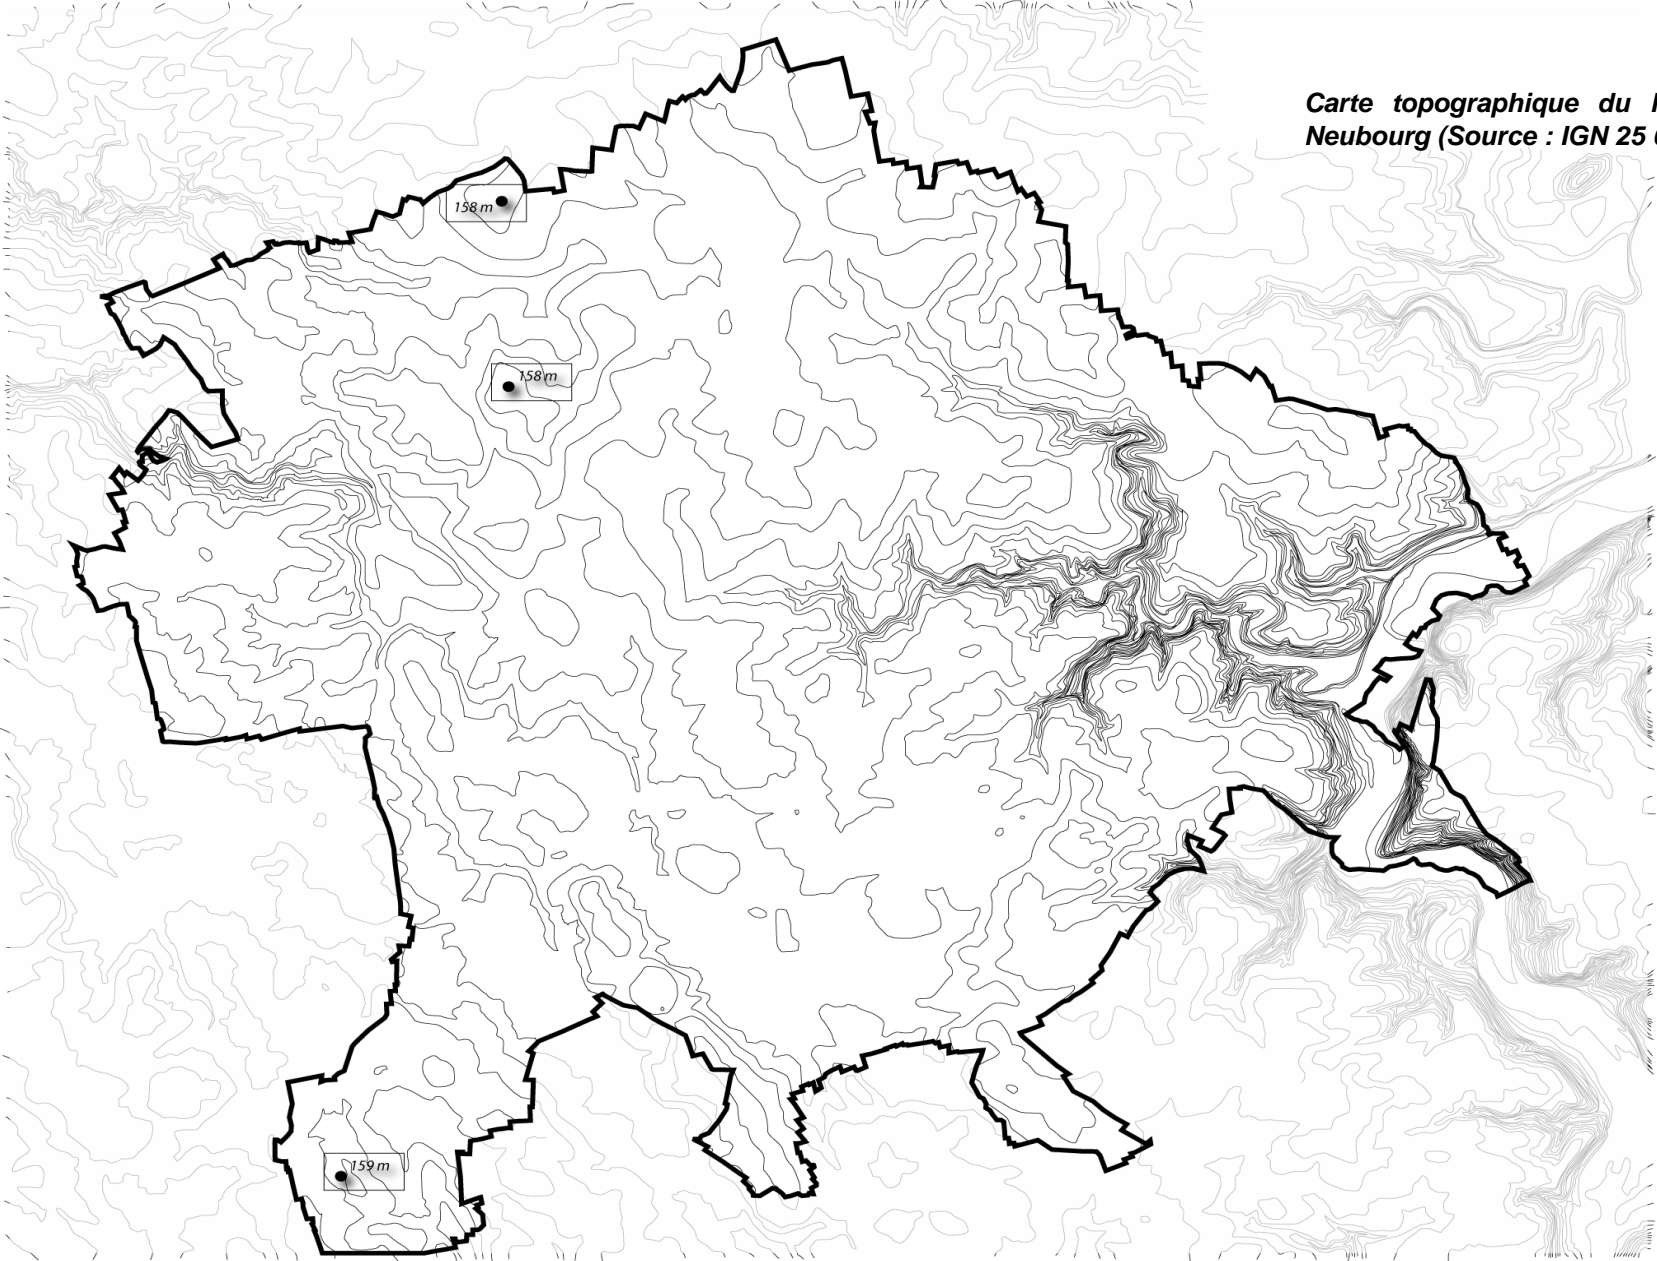 Carte topographique du
Neubourg (Source : IGN 25
158 m
158 m
159 m